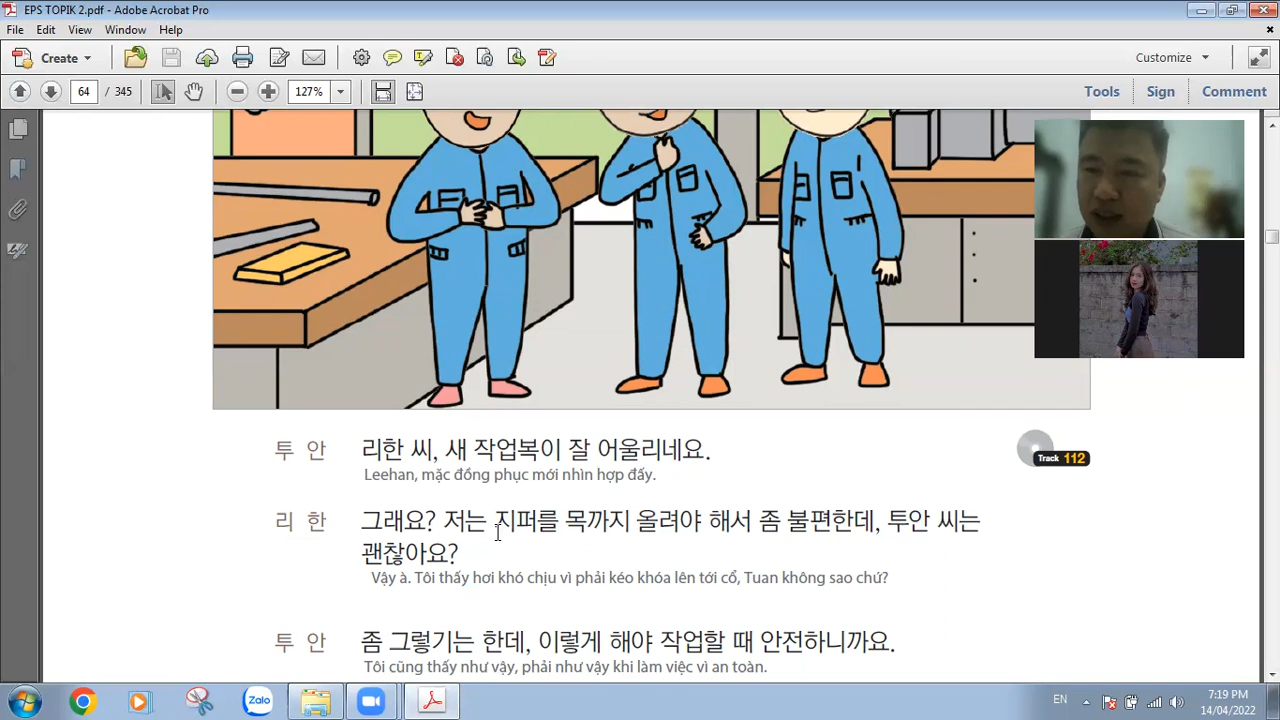 EPS TOPIK 2.pdf - Adobe Acrobat Pro
File Edit View Window Help
Create Customize
64 / 345 127% Tools Sign Comment
투 안 리한 씨, 새 작업복이 잘 어울리네요. Track 112
Leehan, mặc đồng phục mới nhìn hợp đấy.
리 한 그래요? 저는 지퍼를 목까지 올려야 해서 좀 불편한데, 투안 씨는
괜찮아요?
Vậy à. Tôi thấy hơi khó chịu vì phải kéo khóa lên tới cổ, Tuan không sao chứ?
투 안 좀 그렇기는 한데, 이렇게 해야 작업할 때 안전하니까요.
Tôi cũng thấy như vậy, phải như vậy khi làm việc vì an toàn.
Zalo EN 7:19 PM
14/04/2022